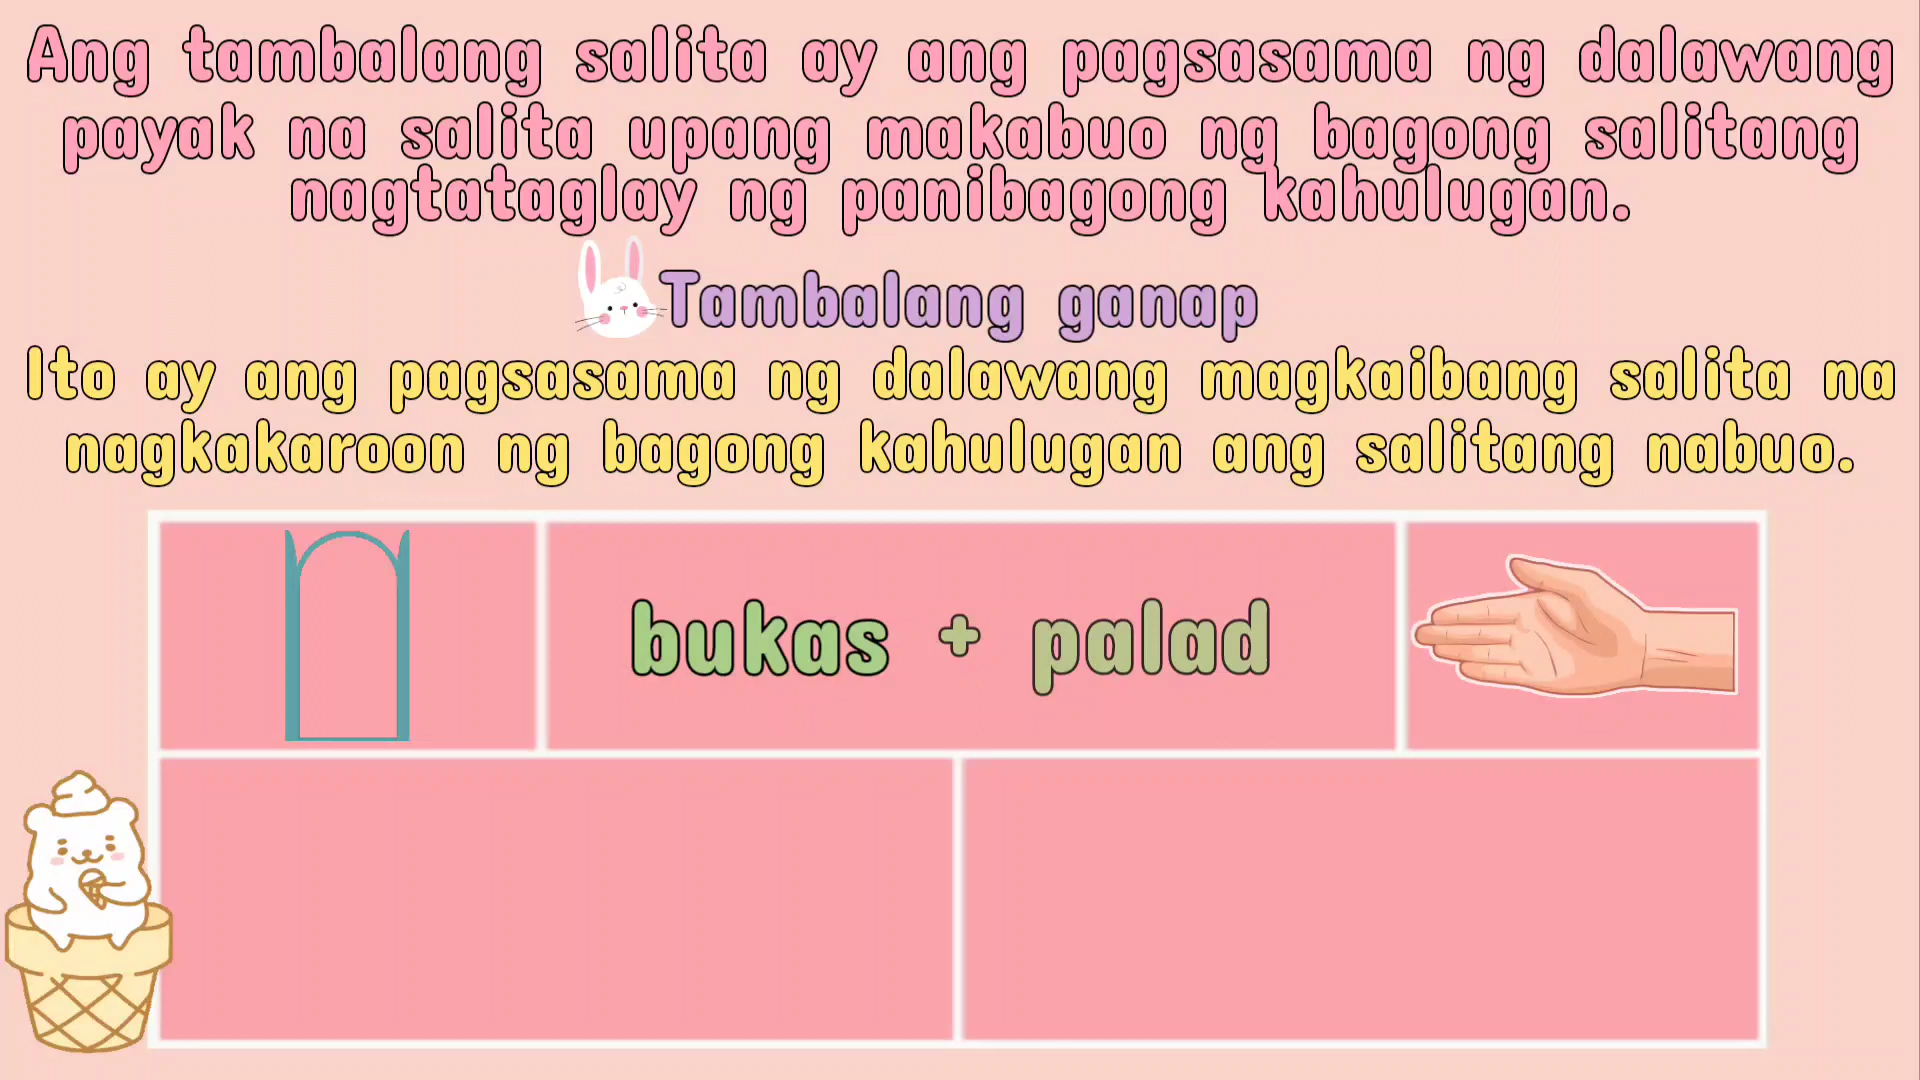 Ang tambalang salita ay ang pagsasama ng dalawang
payak na salita upang makabuo ng bagong salitang
nagtataglay ng panibagong kahulugan.
Tambalang ganap
Ito ay ang pagsasama ng dalawang magkaibang salita na
nagkakaroon ng bagong kahulugan ang salitang nabuo.
bukas + palad